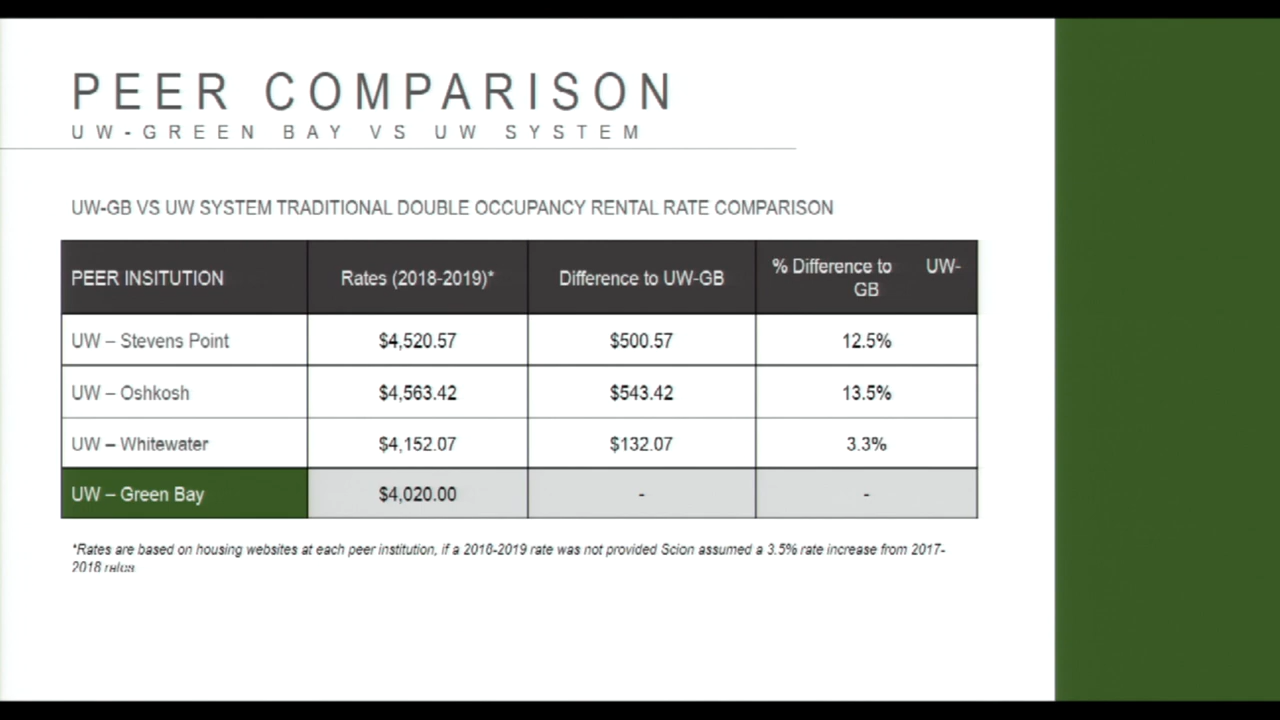 PEER COMPARISON
UW-GREEN BAY VS UW SYSTEM
UW-GB VS UW SYSTEM TRADITIONAL DOUBLE OCCUPANCY RENTAL RATE COMPARISON
PEER INSITUTION Rates (2018-2019)* Difference to UW-GB % Difference to UW-
GB
UW – Stevens Point $4,520.57 $500.57 12.5%
UW – Oshkosh $4,563.42 $543.42 13.5%
UW – Whitewater $4,152.07 $132.07 3.3%
UW – Green Bay $4,020.00 - -
*Rates are based on housing websites at each peer institution, if a 2018-2019 rate was not provided Scion assumed a 3.5% rate increase from 2017-
2018 rates